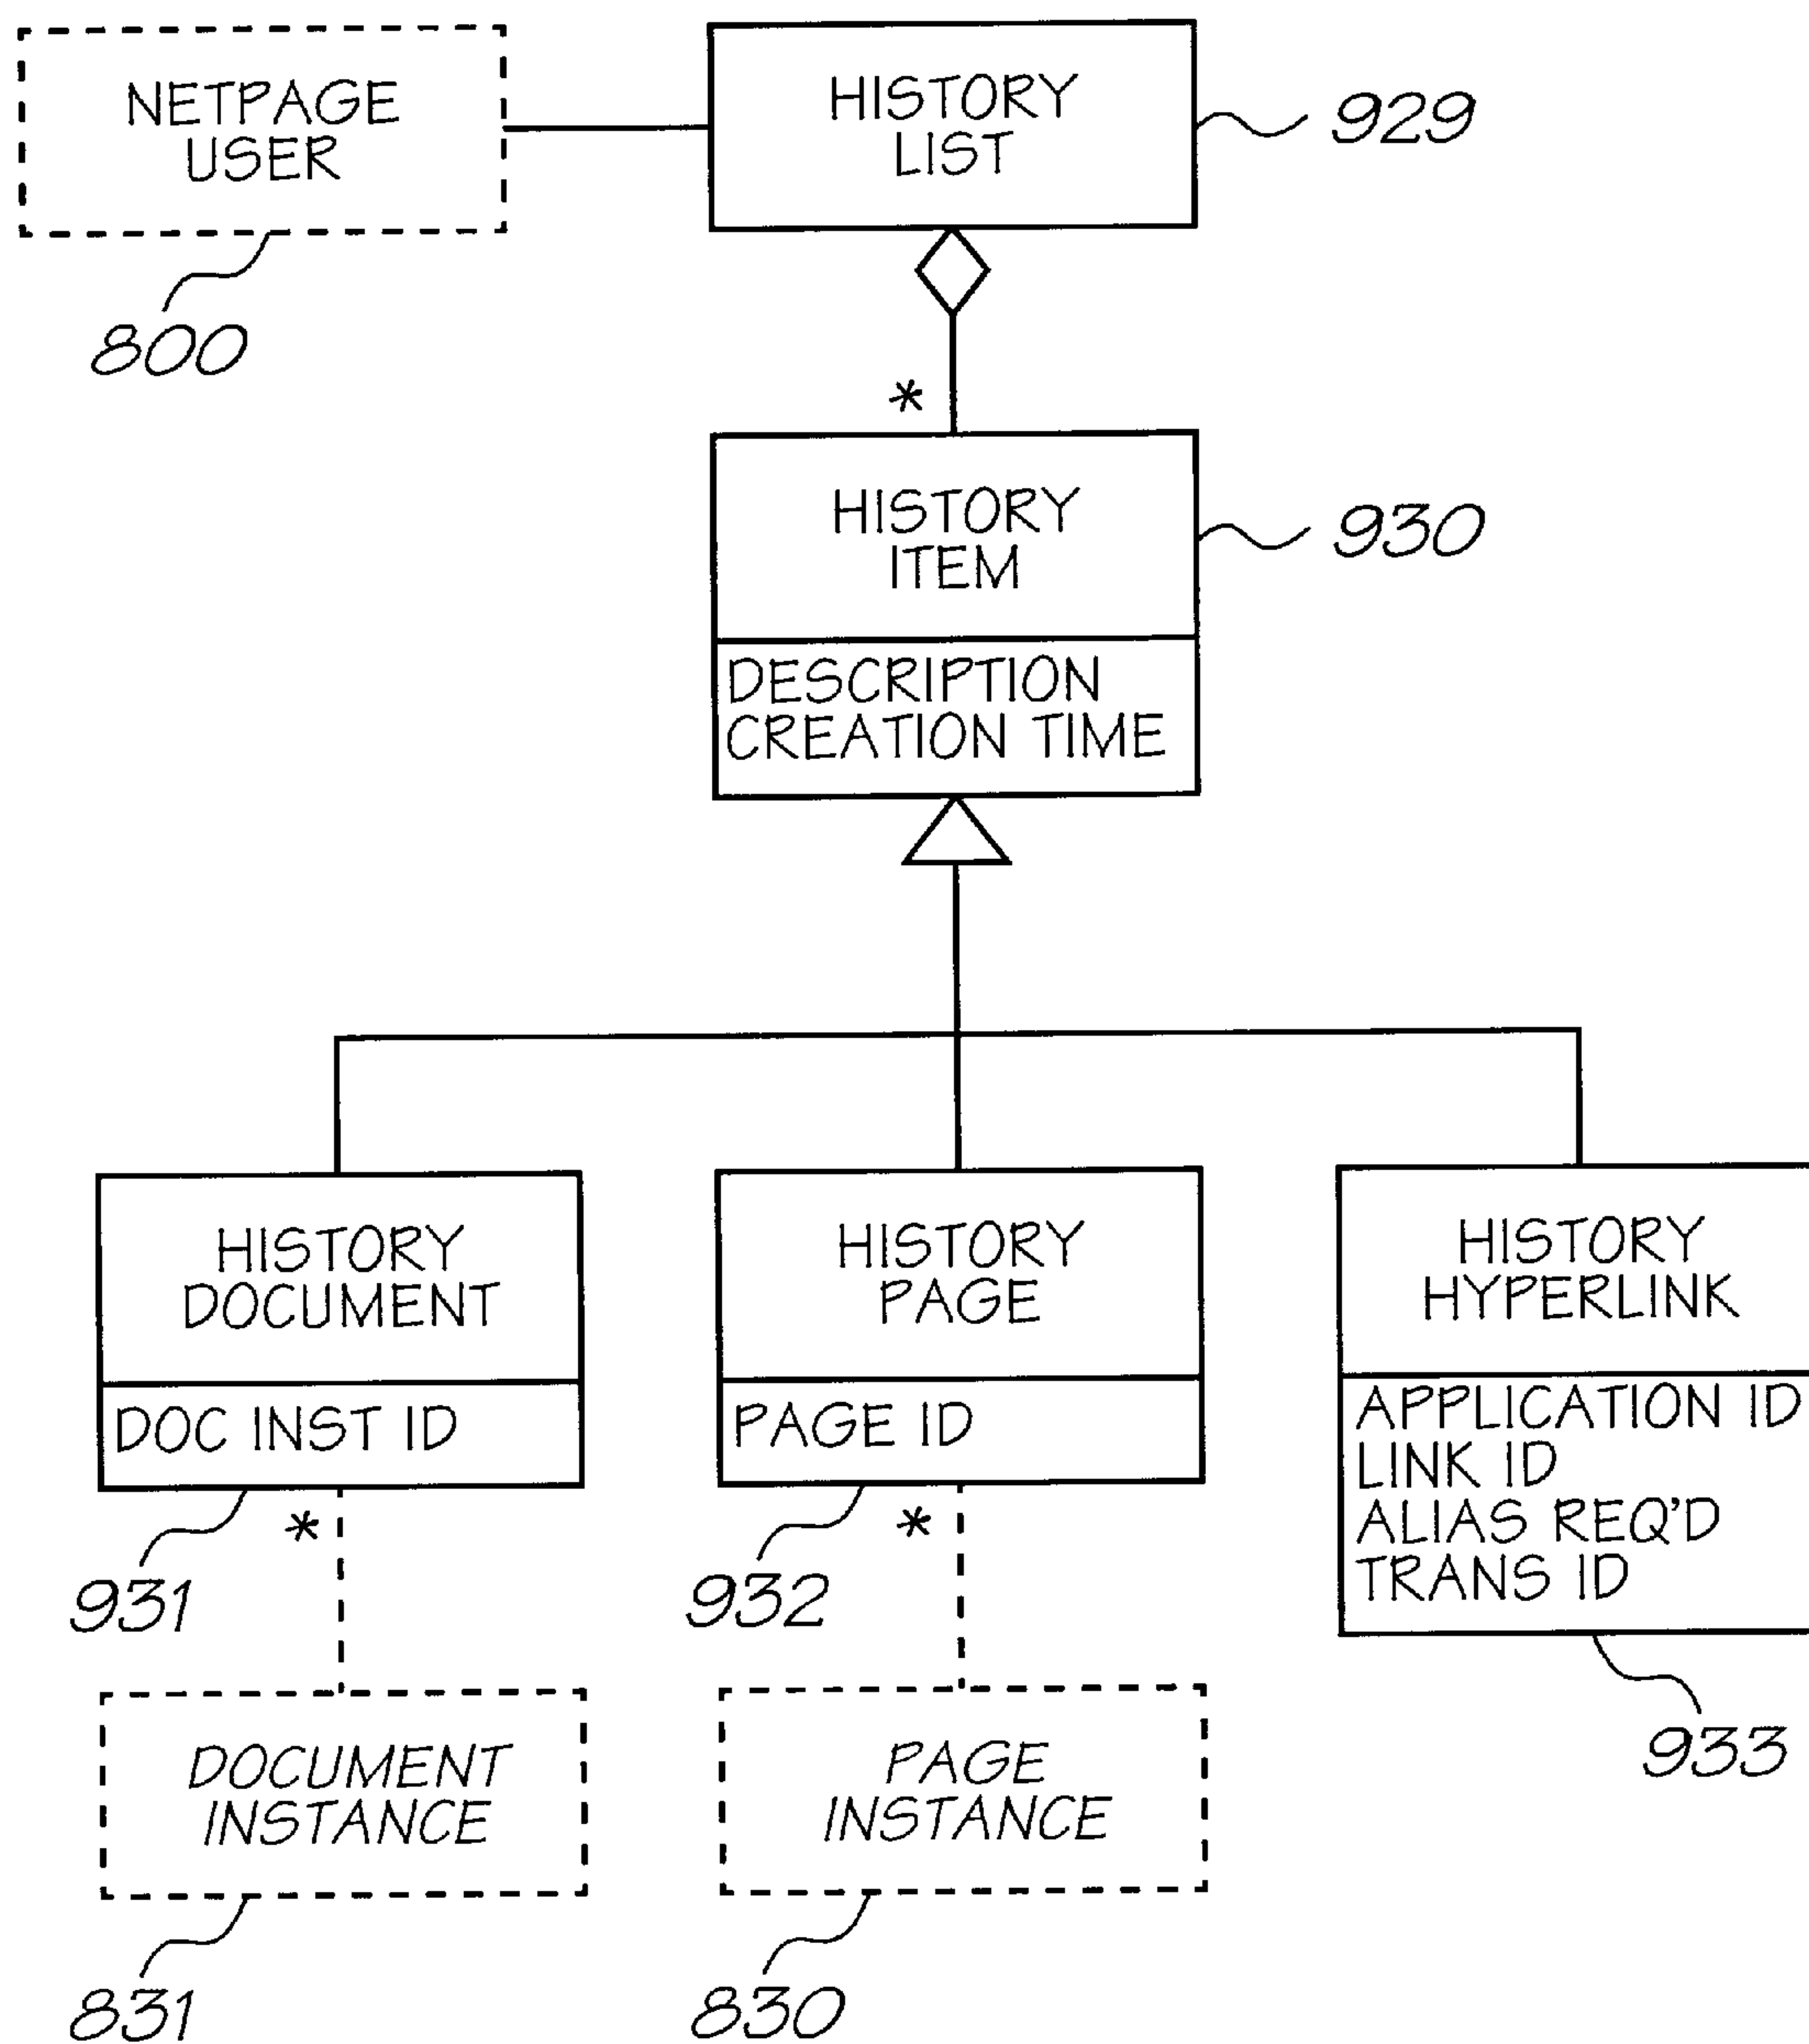 NETPAGE
USER
800
HISTORY
LIST
929
*
HISTORY
ITEM
930
DESCRIPTION
CREATION TIME
HISTORY
DOCUMENT
DOC INST ID
931
*
HISTORY
PAGE
PAGE ID
932
*
HISTORY
HYPERLINK
APPLICATION ID
LINK ID
ALIAS REQ'D
TRANS ID
933
DOCUMENT
INSTANCE
831
PAGE
INSTANCE
830